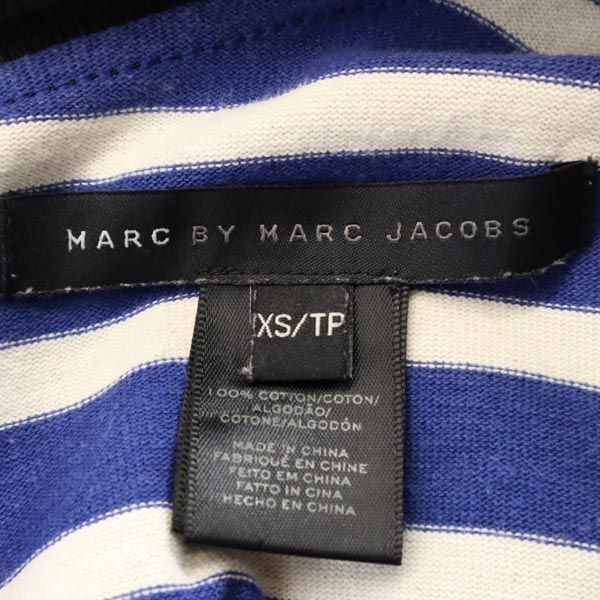 MARC BY MARC JACOBS
XS/TP
100% COTTON/COTON/
ALGODÃO/
COTONE/ALGODÓN
MADE IN CHINA
FABRIQUÉ EN CHINE
FEITO EM CHINA
FATTO IN CINA
HECHO EN CHINA